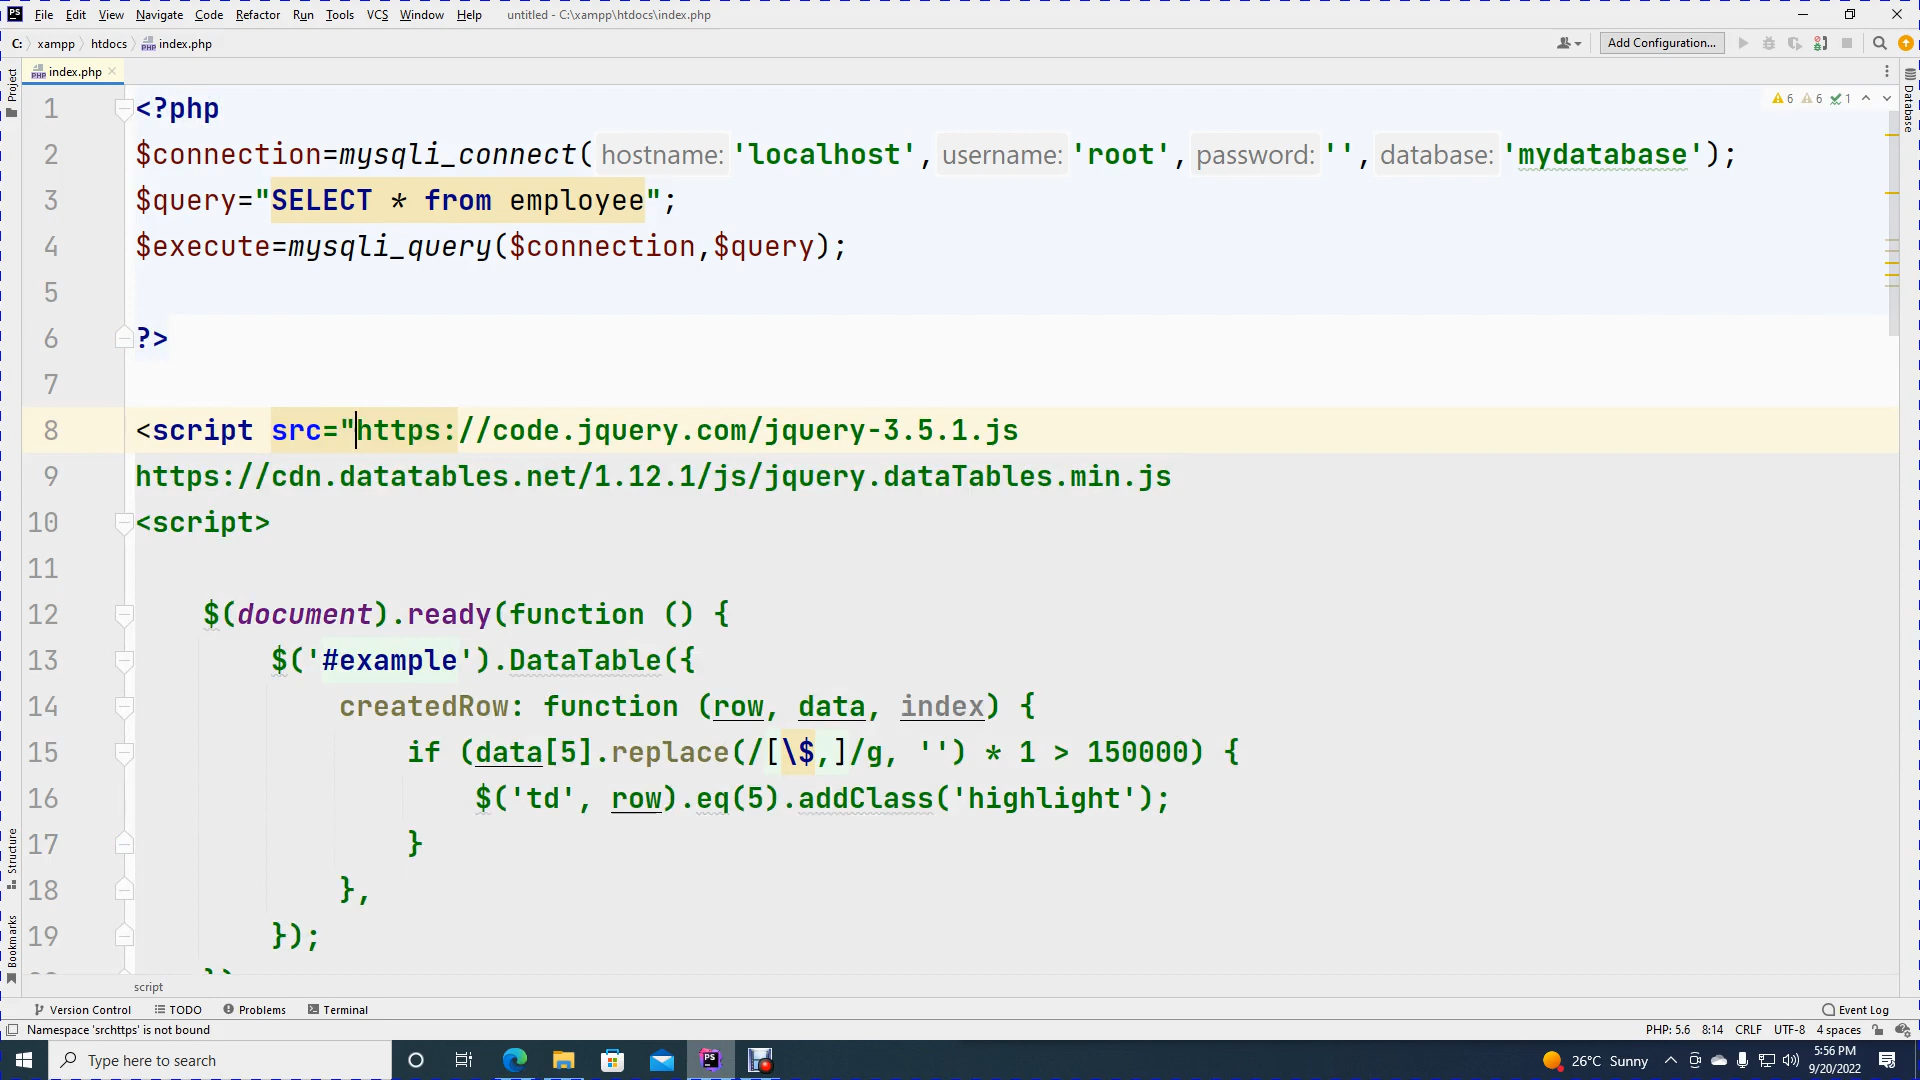 File Edit View Navigate Code Refactor Run Tools VCS Window Help untitled - C:\xampp\htdocs\index.php
C: xampp htdocs index.php Add Configuration...
index.php
Project
Database
6 6 1
1 <?php
2 $connection=mysqli_connect( hostname: 'localhost', username: 'root', password: '', database: 'mydatabase');
3 $query="SELECT * from employee";
4 $execute=mysqli_query($connection,$query);
5
6 ?>
7
8 <script src="https://code.jquery.com/jquery-3.5.1.js
9 https://cdn.datatables.net/1.12.1/js/jquery.dataTables.min.js
10 <script>
11
12 $(document).ready(function () {
13 $('#example').DataTable({
14 createdRow: function (row, data, index) {
15 if (data[5].replace(/[\$,]/g, '') * 1 > 150000) {
16 $('td', row).eq(5).addClass('highlight');
17 }
18 },
19 });
Structure
Bookmarks
script
Version Control TODO Problems Terminal Event Log
Namespace 'srchttps' is not bound PHP: 5.6 8:14 CRLF UTF-8 4 spaces
Type here to search 26°C Sunny 5:56 PM
9/20/2022